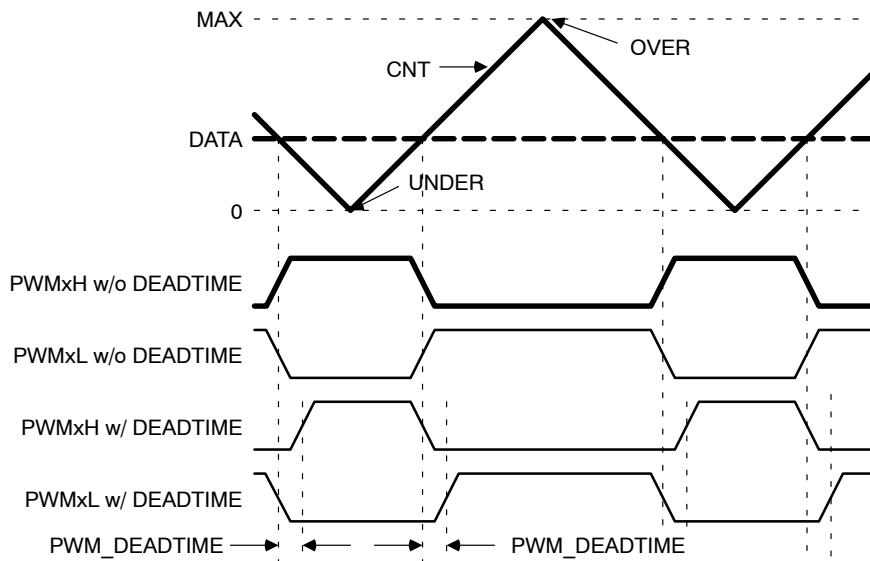 MAX
OVER
CNT
DATA
UNDER
0
PWMxH w/o DEADTIME
PWMxL w/o DEADTIME
PWMxH w/ DEADTIME
PWMxL w/ DEADTIME
PWM_DEADTIME PWM_DEADTIME